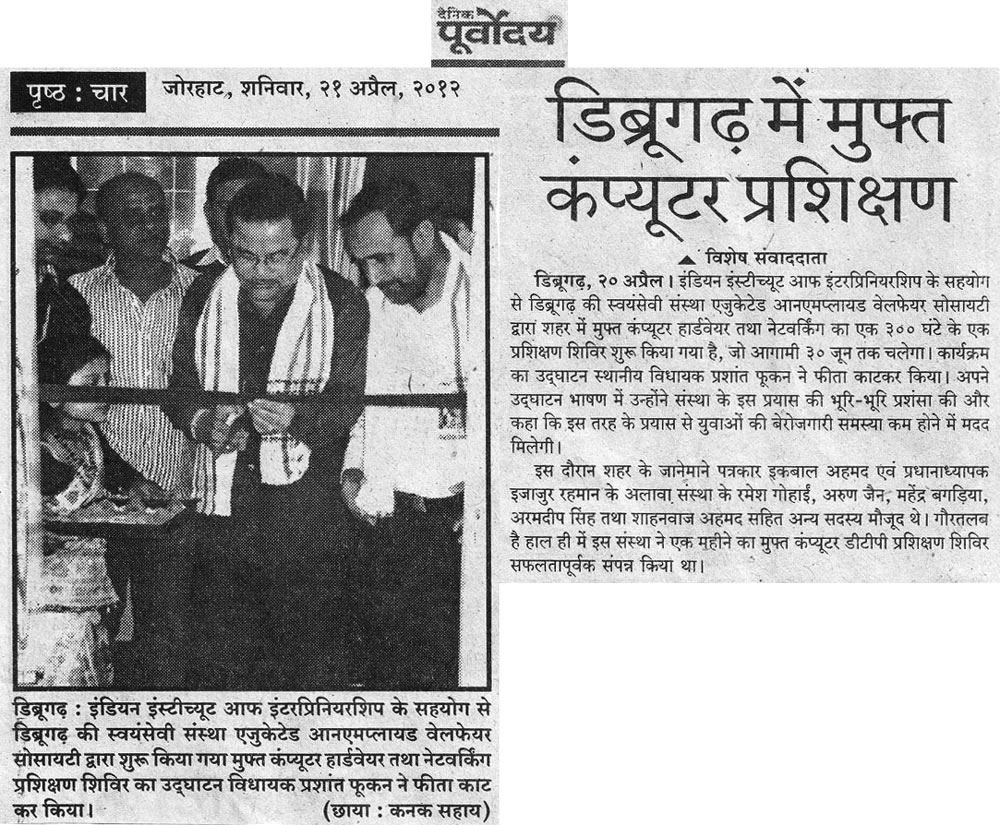 दैनिक
पूर्वोदय
पृष्ठ : चार
जोरहाट, शनिवार, २१ अप्रैल, २०१२
डिब्रूगढ़ में मुफ्त
कंप्यूटर प्रशिक्षण
▲ विशेष संवाददाता
डिब्रूगढ़, २० अप्रैल। इंडियन इंस्टीच्यूट आफ इंटरप्रिनियरशिप के सहयोग
से डिब्रूगढ़ की स्वयंसेवी संस्था एजुकेटेड आनएमप्लायड वेलफेयर सोसायटी
द्वारा शहर में मुफ्त कंप्यूटर हार्डवेयर तथा नेटवर्किंग का एक ३०० घंटे के एक
प्रशिक्षण शिविर शुरू किया गया है, जो आगामी ३० जून तक चलेगा। कार्यक्रम
का उद्घाटन स्थानीय विधायक प्रशांत फूकन ने फीता काटकर किया। अपने
उद्घाटन भाषण में उन्होंने संस्था के इस प्रयास की भूरि-भूरि प्रशंसा की और
कहा कि इस तरह के प्रयास से युवाओं की बेरोजगारी समस्या कम होने में मदद
मिलेगी।
इस दौरान शहर के जानेमाने पत्रकार इकबाल अहमद एवं प्रधानाध्यापक
इजाजुर रहमान के अलावा संस्था के रमेश गोहाईं, अरुण जैन, महेंद्र बगड़िया,
अरमदीप सिंह तथा शाहनवाज अहमद सहित अन्य सदस्य मौजूद थे। गौरतलब
है हाल ही में इस संस्था ने एक महीने का मुफ्त कंप्यूटर डीटीपी प्रशिक्षण शिविर
सफलतापूर्वक संपन्न किया था।
डिब्रूगढ़ : इंडियन इंस्टीच्यूट आफ इंटरप्रिनियरशिप के सहयोग से
डिब्रूगढ़ की स्वयंसेवी संस्था एजुकेटेड आनएमप्लायड वेलफेयर
सोसायटी द्वारा शुरू किया गया मुफ्त कंप्यूटर हार्डवेयर तथा नेटवर्किंग
प्रशिक्षण शिविर का उद्घाटन विधायक प्रशांत फूकन ने फीता काट
कर किया। (छाया : कनक सहाय)